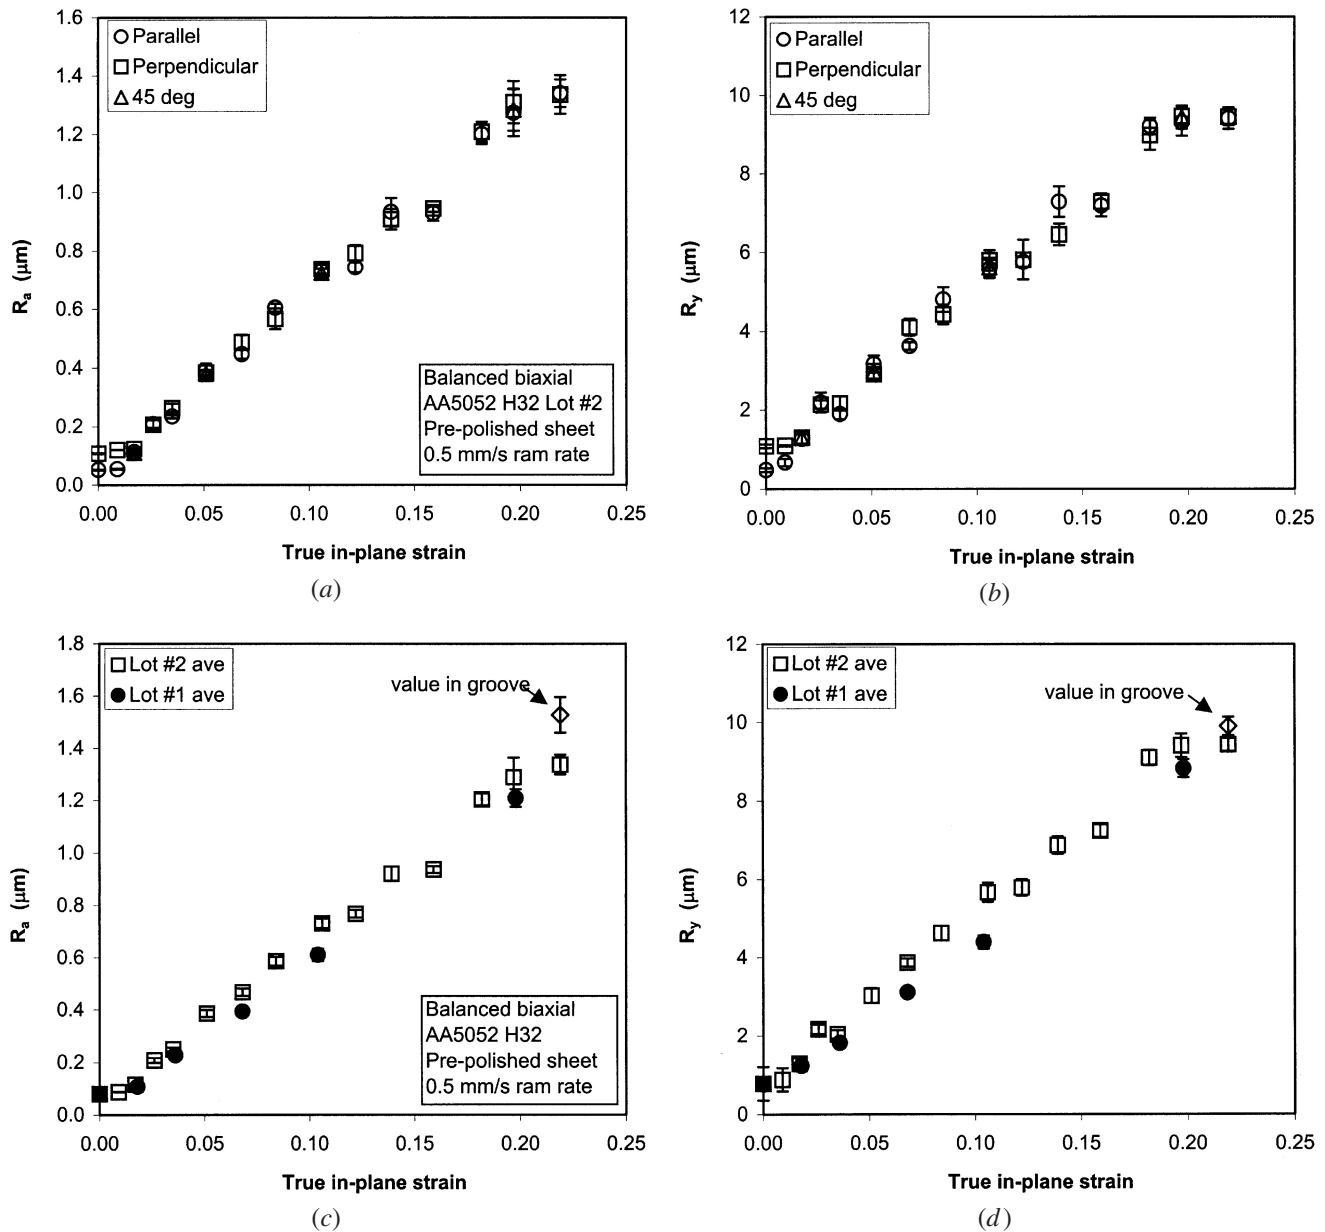 1.6
1.4
1.2
1.0
0.8
0.6
0.4
0.2
0.0
Ra (μm)
Parallel
Perpendicular
45 deg
Balanced biaxial
AA5052 H32 Lot #2
Pre-polished sheet
0.5 mm/s ram rate
0.00 0.05 0.10 0.15 0.20 0.25
True in-plane strain
(a)
12
10
8
6
4
2
0
Ry (μm)
Parallel
Perpendicular
45 deg
0.00 0.05 0.10 0.15 0.20 0.25
True in-plane strain
(b)
1.8
1.6
1.4
1.2
1.0
0.8
0.6
0.4
0.2
0.0
Ra (μm)
Lot #2 ave
Lot #1 ave
value in groove
Balanced biaxial
AA5052 H32
Pre-polished sheet
0.5 mm/s ram rate
0.00 0.05 0.10 0.15 0.20 0.25
True in-plane strain
(c)
12
10
8
6
4
2
0
Ry (μm)
Lot #2 ave
Lot #1 ave
value in groove
0.00 0.05 0.10 0.15 0.20 0.25
True in-plane strain
(d)